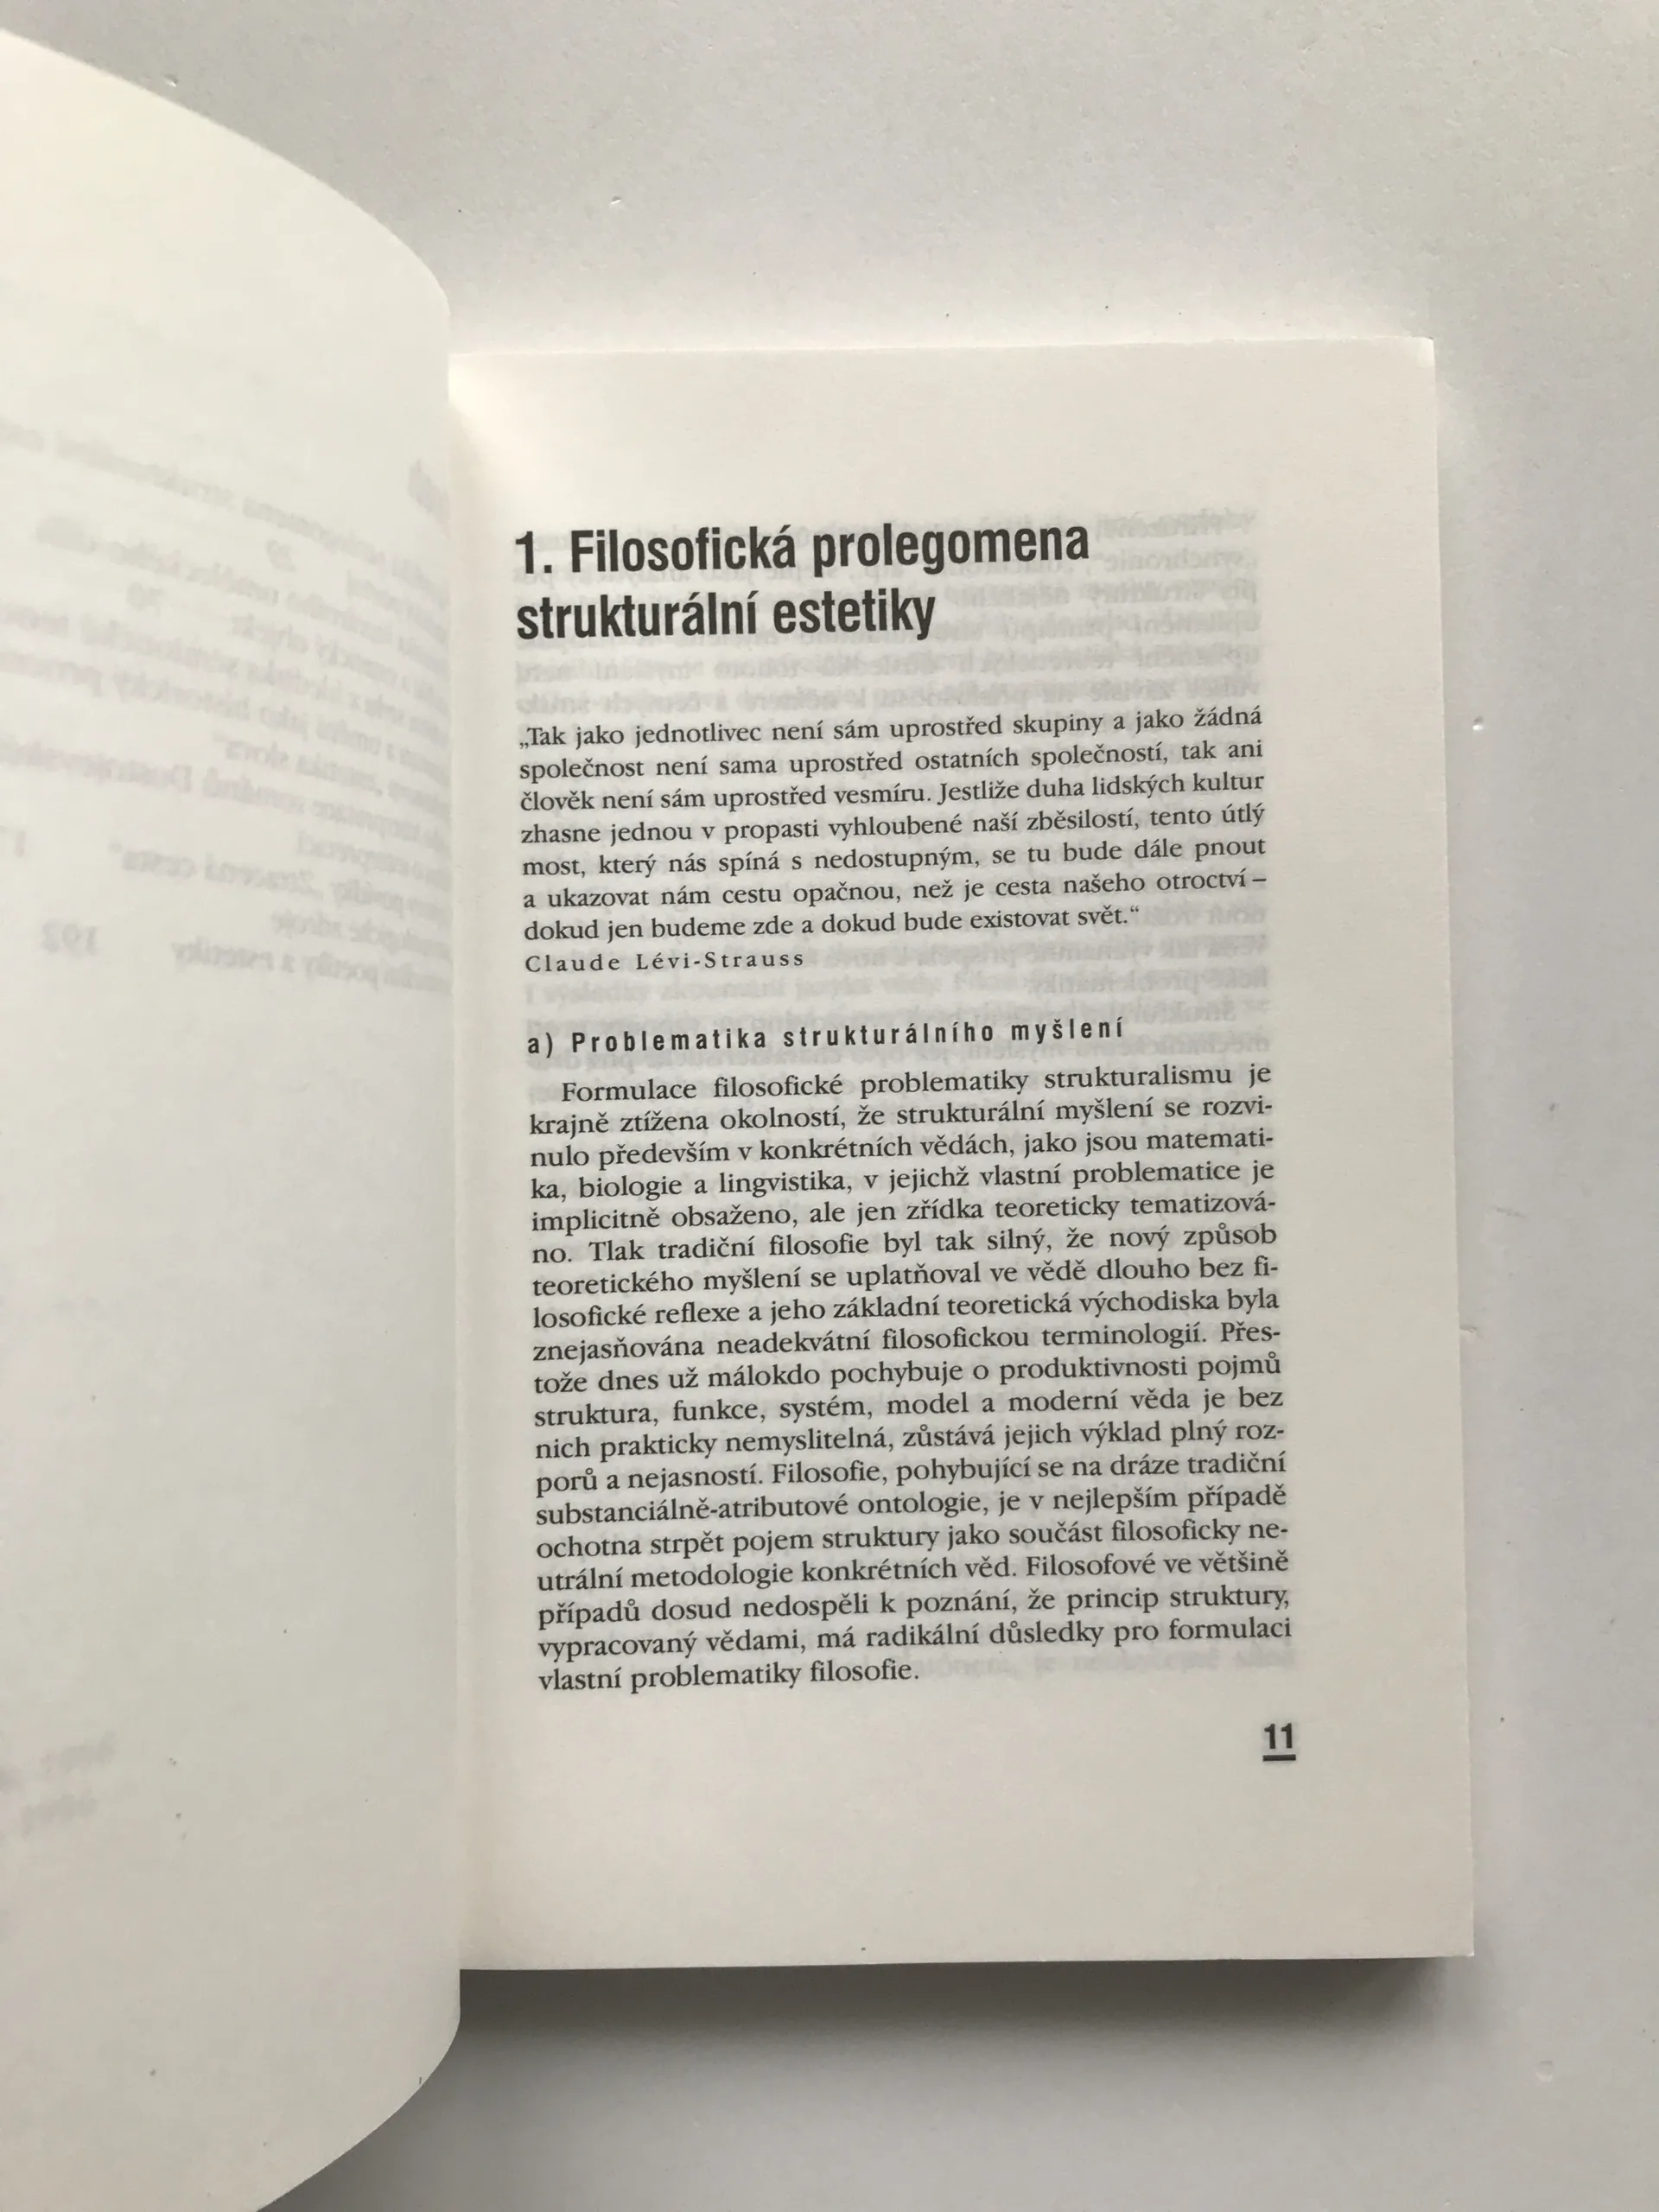 1. Filosofická prolegomena
strukturální estetiky
„Tak jako jednotlivec není sám uprostřed skupiny a jako žádná
společnost není sama uprostřed ostatních společností, tak ani
člověk není sám uprostřed vesmíru. Jestliže duha lidských kultur
zhasne jednou v propasti vyhloubené naší zběsilostí, tento útlý
most, který nás spíná s nedostupným, se tu bude dále pnout
a ukazovat nám cestu opačnou, než je cesta našeho otroctví –
dokud jen budeme zde a dokud bude existovat svět.“
Claude Lévi-Strauss
a) Problematika strukturálního myšlení
Formulace filosofické problematiky strukturalismu je
krajně ztížena okolností, že strukturální myšlení se rozvi-
nulo především v konkrétních vědách, jako jsou matemati-
ka, biologie a lingvistika, v jejichž vlastní problematice je
implicitně obsaženo, ale jen zřídka teoreticky tematizová-
no. Tlak tradiční filosofie byl tak silný, že nový způsob
teoretického myšlení se uplatňoval ve vědě dlouho bez fi-
losofické reflexe a jeho základní teoretická východiska byla
znejasňována neadekvátní filosofickou terminologií. Přes-
tože dnes už málokdo pochybuje o produktivnosti pojmů
struktura, funkce, systém, model a moderní věda je bez
nich prakticky nemyslitelná, zůstává jejich výklad plný roz-
porů a nejasností. Filosofie, pohybující se na dráze tradiční
substanciálně-atributové ontologie, je v nejlepším případě
ochotna strpět pojem struktury jako součást filosoficky ne-
utrální metodologie konkrétních věd. Filosofové ve většině
případů dosud nedospěli k poznání, že princip struktury,
vypracovaný vědami, má radikální důsledky pro formulaci
vlastní problematiky filosofie.
11